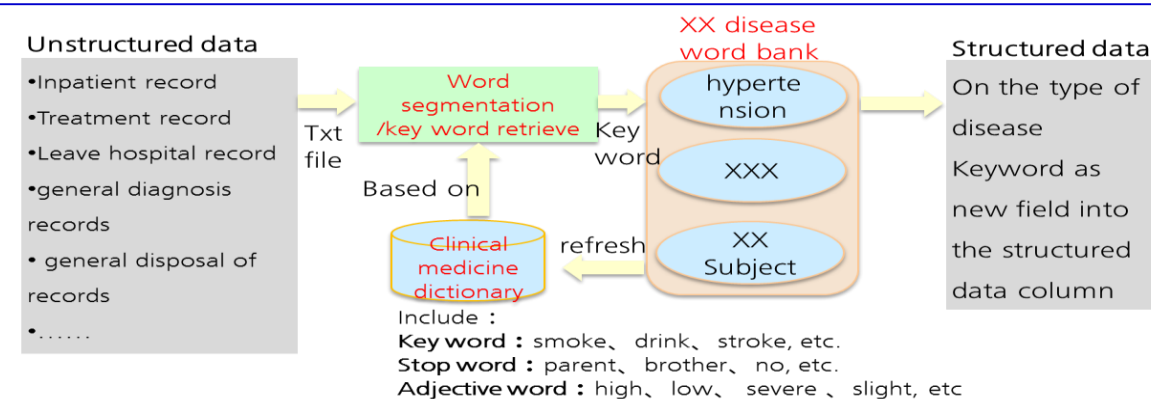 Unstructured data
•Inpatient record
•Treatment record
•Leave hospital record
•general diagnosis
records
• general disposal of
records
•......
Txt
file
Word
segmentation
/key word retrieve
Based on
Clinical
medicine
dictionary
Key
word
refresh
XX disease
word bank
hyperte
nsion
XXX
XX
Subject
Structured data
On the type of
disease
Keyword as
new field into
the structured
data column
Include：
Key word：smoke、 drink、 stroke, etc.
Stop word：parent、 brother、 no, etc.
Adjective word：high、 low、 severe 、 slight, etc